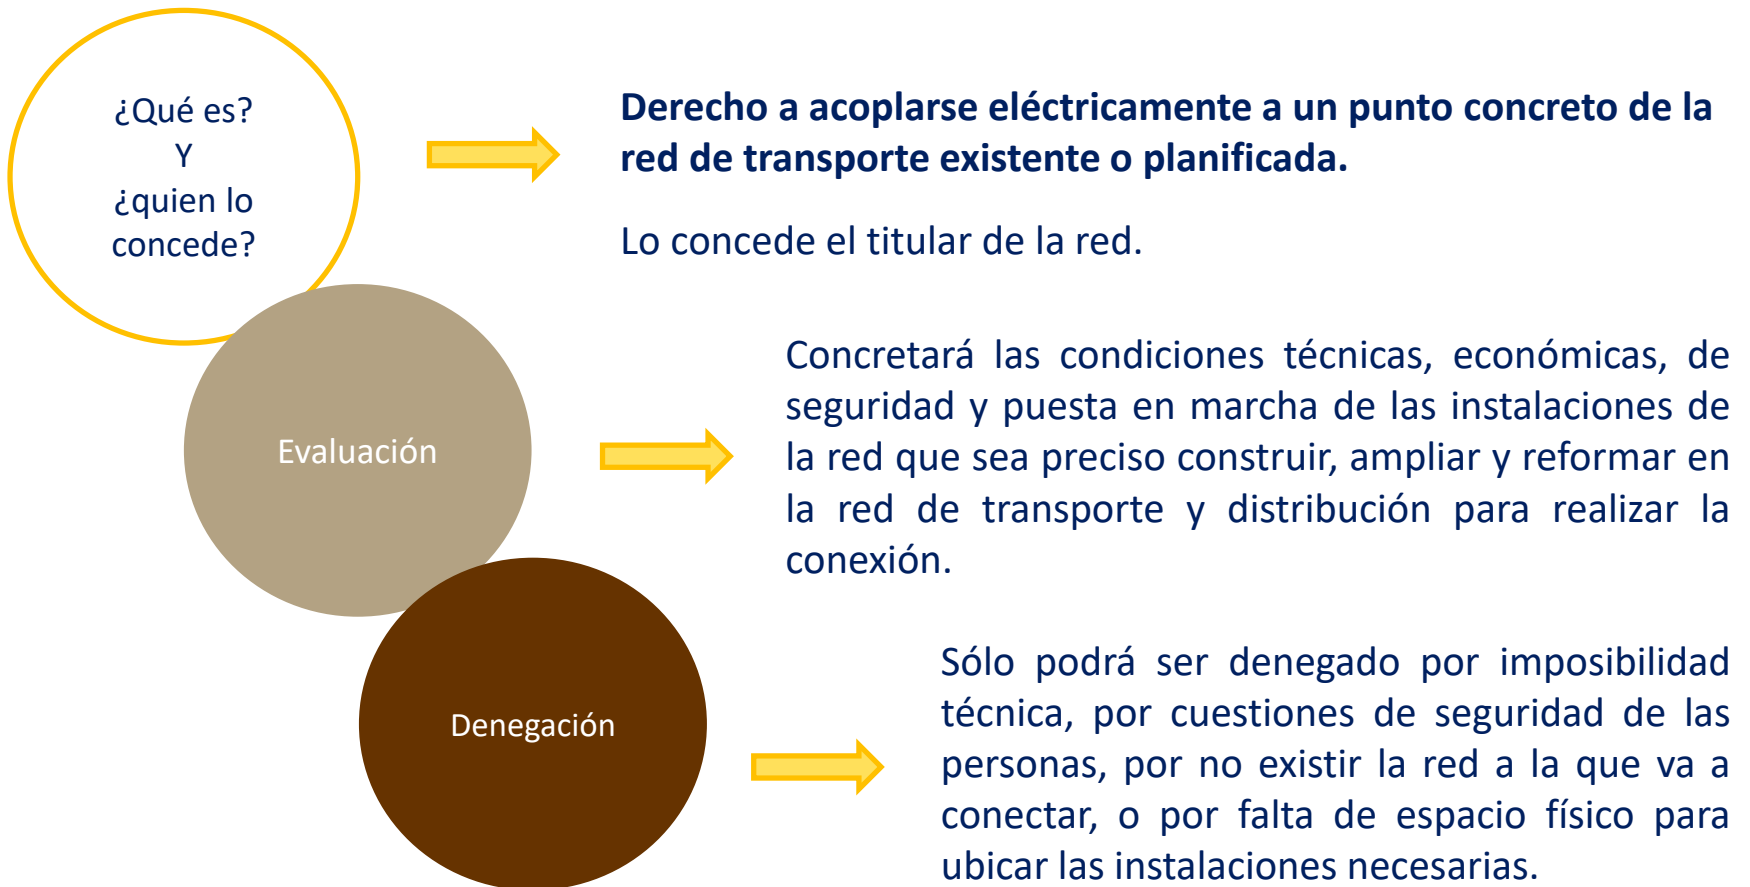 ¿Qué es?
Y
¿quien lo
concede?
Derecho a acoplarse eléctricamente a un punto concreto de la
red de transporte existente o planificada.
Lo concede el titular de la red.
Evaluación
Concretará las condiciones técnicas, económicas, de
seguridad y puesta en marcha de las instalaciones de
la red que sea preciso construir, ampliar y reformar en
la red de transporte y distribución para realizar la
conexión.
Denegación
Sólo podrá ser denegado por imposibilidad
técnica, por cuestiones de seguridad de las
personas, por no existir la red a la que va a
conectar, o por falta de espacio físico para
ubicar las instalaciones necesarias.